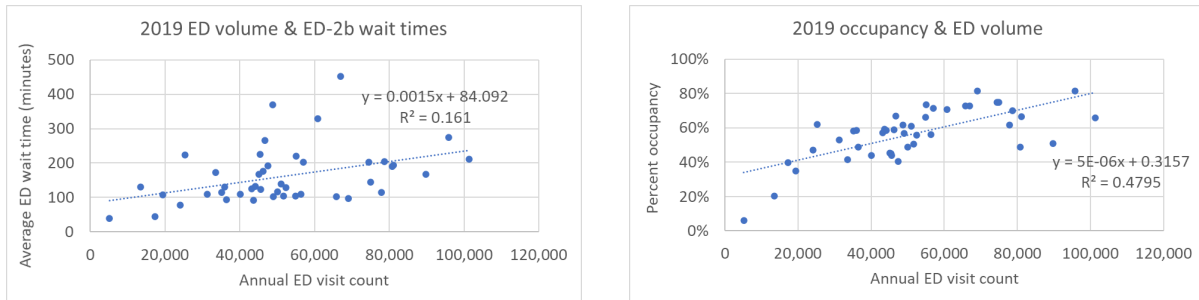 2019 ED volume & ED-2b wait times
Average ED wait time (minutes)
500
400
300
200
100
0
y = 0.0015x + 84.092
R² = 0.161
0 20,000 40,000 60,000 80,000 100,000 120,000
Annual ED visit count
2019 occupancy & ED volume
Percent occupancy
100%
80%
60%
40%
20%
0%
y = 5E-06x + 0.3157
R² = 0.4795
0 20,000 40,000 60,000 80,000 100,000 120,000
Annual ED visit count